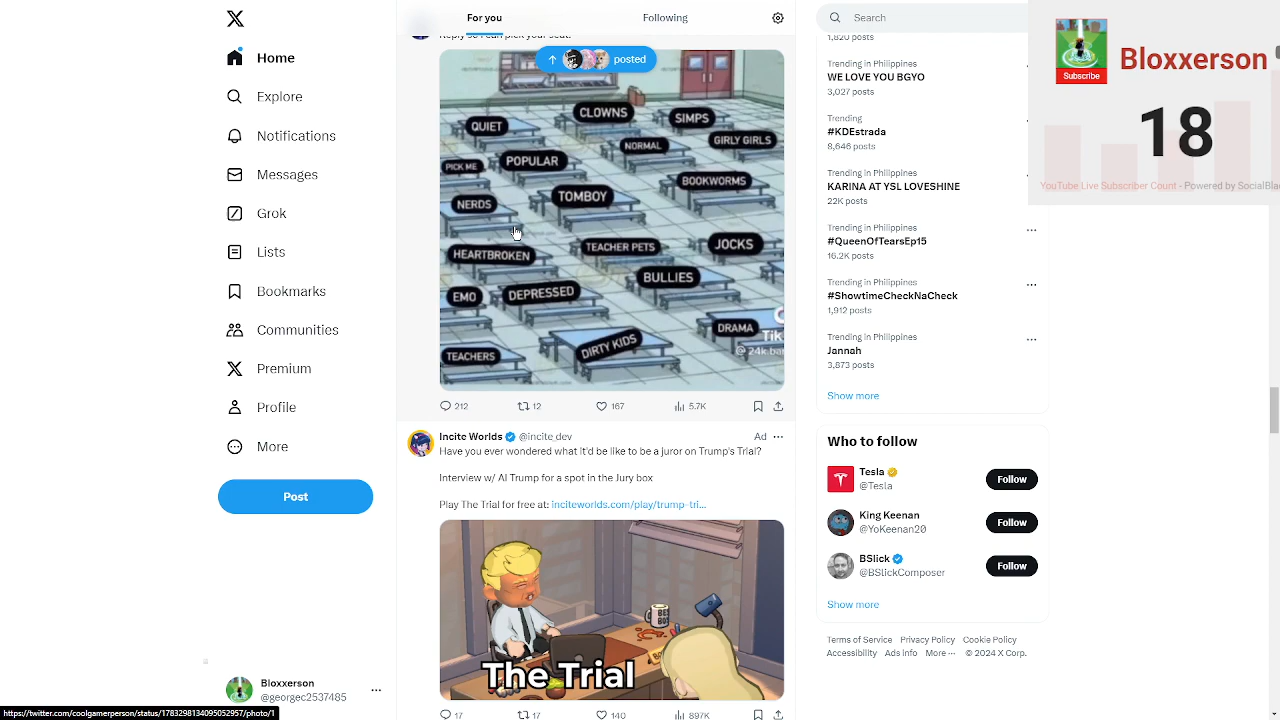 For you
Following
Search
Home
Explore
Notifications
Messages
Grok
Lists
Bookmarks
Communities
Premium
Profile
More
Post
Bloxxerson
@georgec2537485
https://twitter.com/coolgamerperson/status/1783298134095052957/photo/1
posted
CLOWNS
SIMPS
QUIET
GIRLY GIRLS
NORMAL
POPULAR
PICK ME
BOOKWORMS
TOMBOY
NERDS
TEACHER PETS
JOCKS
HEARTBROKEN
BULLIES
DEPRESSED
EMO
DRAMA
Tik
DIRTY KIDS
TEACHERS
212
12
167
5.7K
Incite Worlds @incite_dev
Ad
Have you ever wondered what it'd be like to be a juror on Trump's Trial?
Interview w/ AI Trump for a spot in the Jury box
Play The Trial for free at: inciteworlds.com/play/trump-tri...
The Trial
17
17
140
897K
1,820 posts
Trending in Philippines
WE LOVE YOU BGYO
3,027 posts
Trending
#KDEstrada
8,646 posts
Trending in Philippines
KARINA AT YSL LOVESHINE
22K posts
Trending in Philippines
#QueenOfTearsEp15
16.2K posts
Trending in Philippines
#ShowtimeCheckNaCheck
1,912 posts
Trending in Philippines
Jannah
3,873 posts
Show more
Who to follow
Tesla
@Tesla
Follow
King Keenan
@YoKeenan20
Follow
BSlick
@BSlickComposer
Follow
Show more
Terms of Service Privacy Policy Cookie Policy
Accessibility Ads info More ··· © 2024 X Corp.
Subscribe
Bloxxerson
18
YouTube Live Subscriber Count - Powered by SocialBla